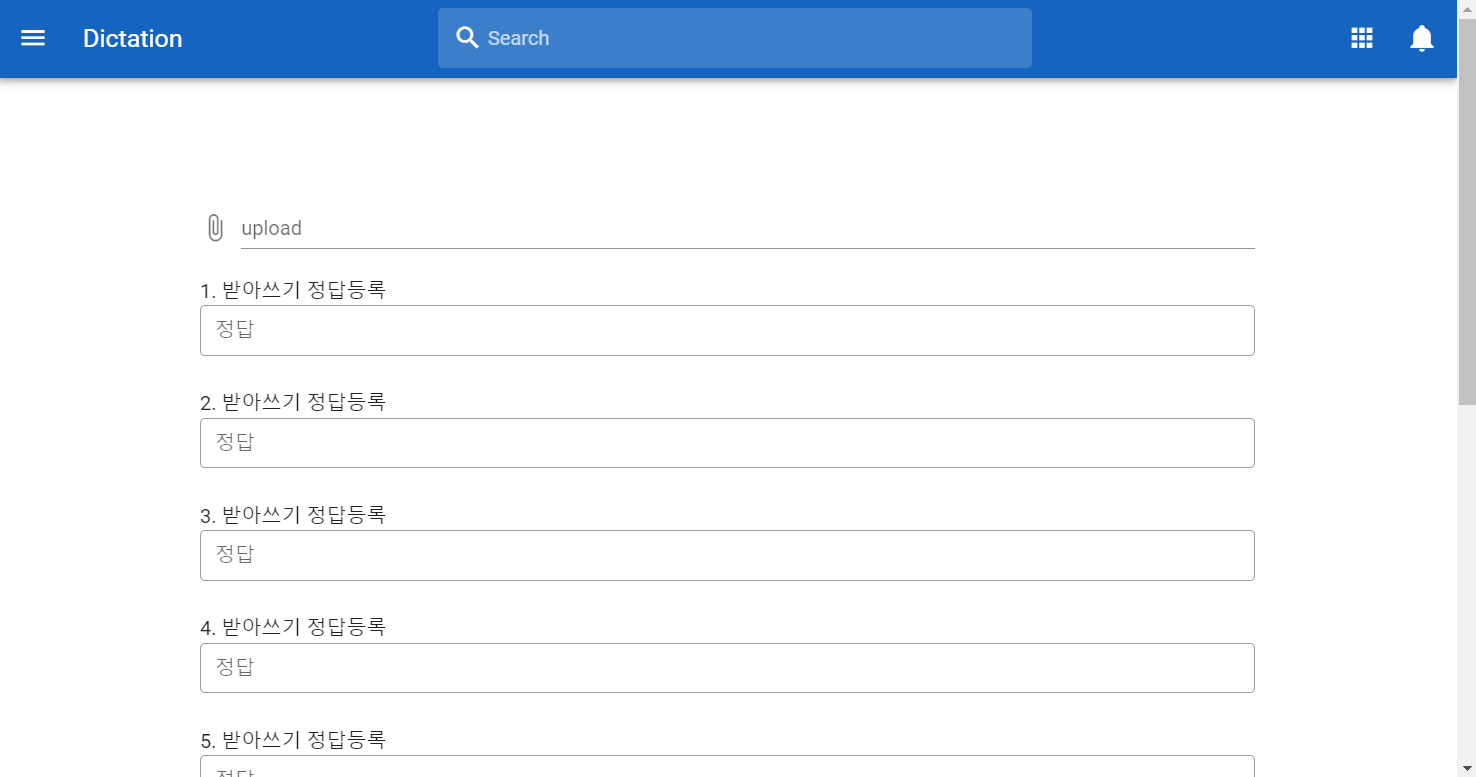 Dictation
Search
upload
1. 받아쓰기 정답등록
정답
2. 받아쓰기 정답등록
정답
3. 받아쓰기 정답등록
정답
4. 받아쓰기 정답등록
정답
5. 받아쓰기 정답등록
정답